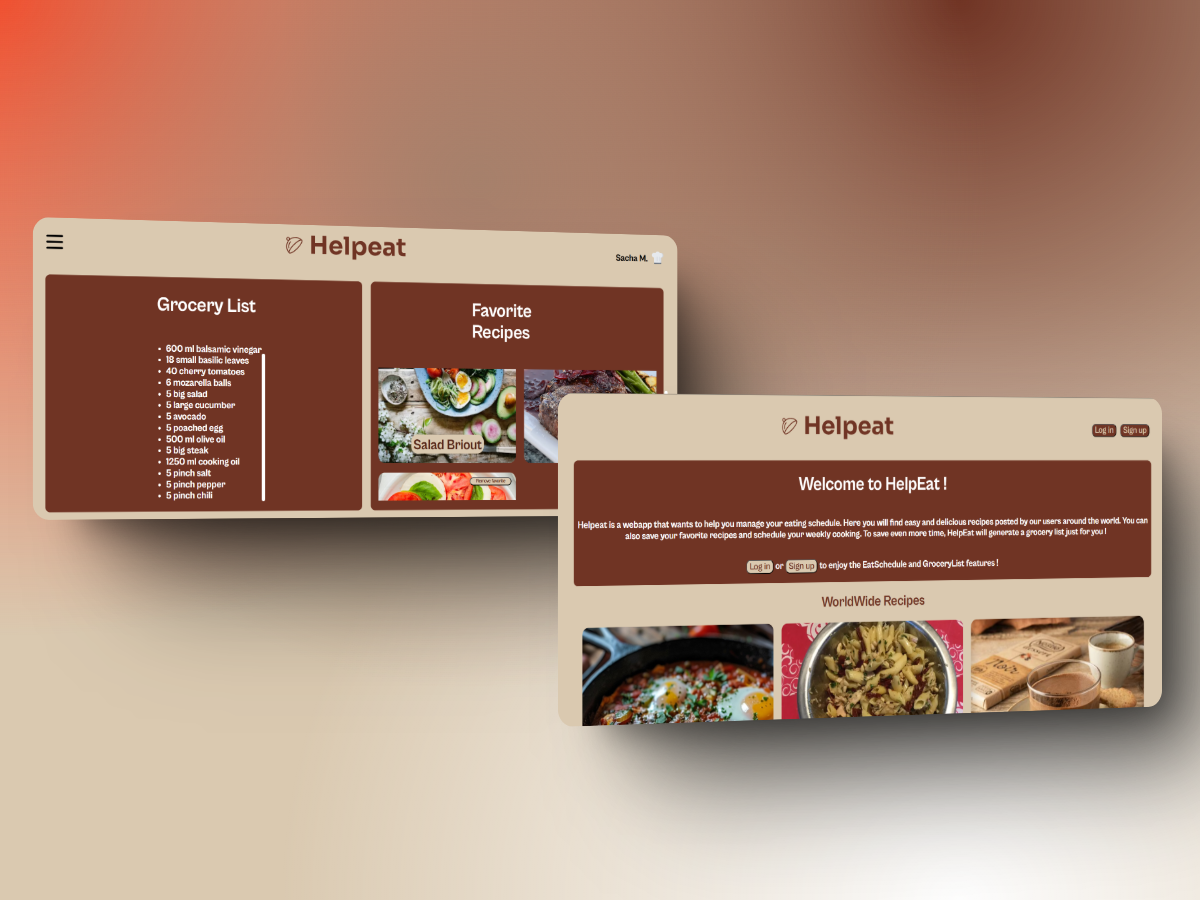 Helpeat
Sacha M.
Grocery List
600 ml balsamic vinegar
18 small basilic leaves
40 cherry tomatoes
6 mozarella balls
5 big salad
5 large cucumber
5 avocado
5 poached egg
500 ml olive oil
5 big steak
1250 ml cooking oil
5 pinch salt
5 pinch pepper
5 pinch chili
Favorite
Recipes
Salad Briout
Helpeat
Log in
Sign up
Welcome to HelpEat !
Helpeat is a webapp that wants to help you manage your eating schedule. Here you will find easy and delicious recipes posted by our users around the world. You can
also save your favorite recipes and schedule your weekly cooking. To save even more time, HelpEat will generate a grocery list just for you !
Log in or Sign up to enjoy the EatSchedule and GroceryList features !
WorldWide Recipes